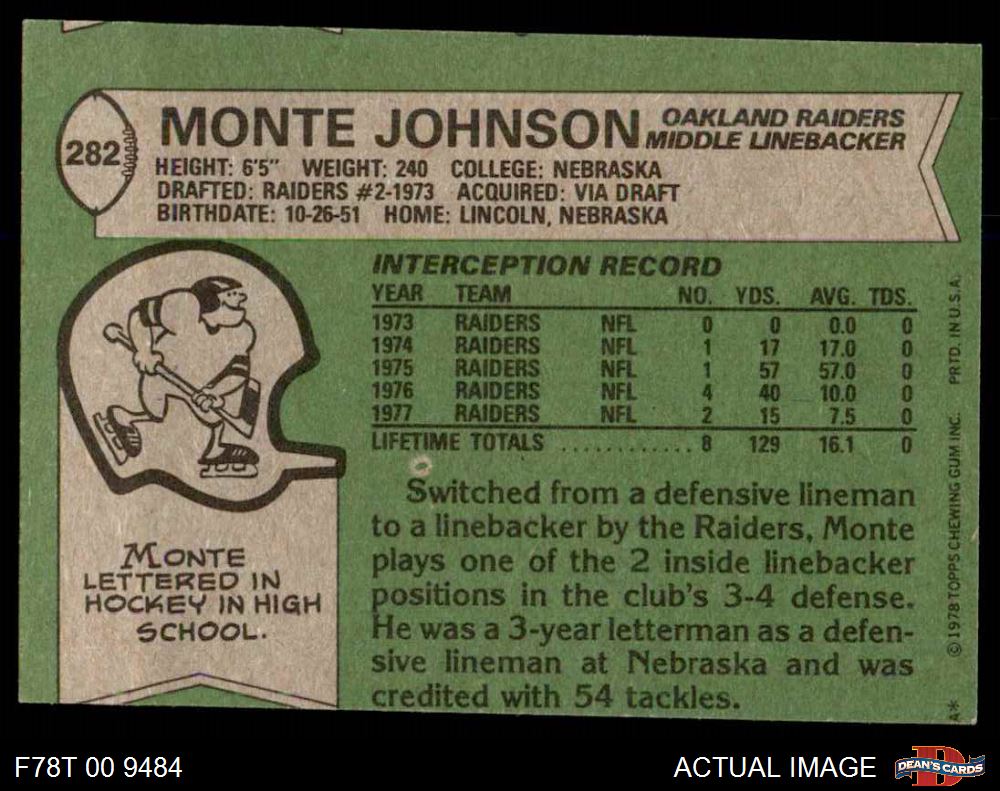 282
MONTE JOHNSON
OAKLAND RAIDERS
MIDDLE LINEBACKER
HEIGHT: 6'5" WEIGHT: 240 COLLEGE: NEBRASKA
DRAFTED: RAIDERS #2-1973 ACQUIRED: VIA DRAFT
BIRTHDATE: 10-26-51 HOME: LINCOLN, NEBRASKA
INTERCEPTION RECORD
YEAR TEAM NO. YDS. AVG. TDS.
1973 RAIDERS NFL 0 0 0.0 0
1974 RAIDERS NFL 1 17 17.0 0
1975 RAIDERS NFL 1 57 57.0 0
1976 RAIDERS NFL 4 40 10.0 0
1977 RAIDERS NFL 2 15 7.5 0
LIFETIME TOTALS ............ 8 129 16.1 0
Switched from a defensive lineman
to a linebacker by the Raiders, Monte
plays one of the 2 inside linebacker
positions in the club's 3-4 defense.
He was a 3-year letterman as a defen-
sive lineman at Nebraska and was
credited with 54 tackles.
MONTE
LETTERED IN
HOCKEY IN HIGH
SCHOOL.
A* © 1978 TOPPS CHEWING GUM INC. PRTD. IN U.S.A.
F78T 00 9484
ACTUAL IMAGE
D
DEAN'S CARDS